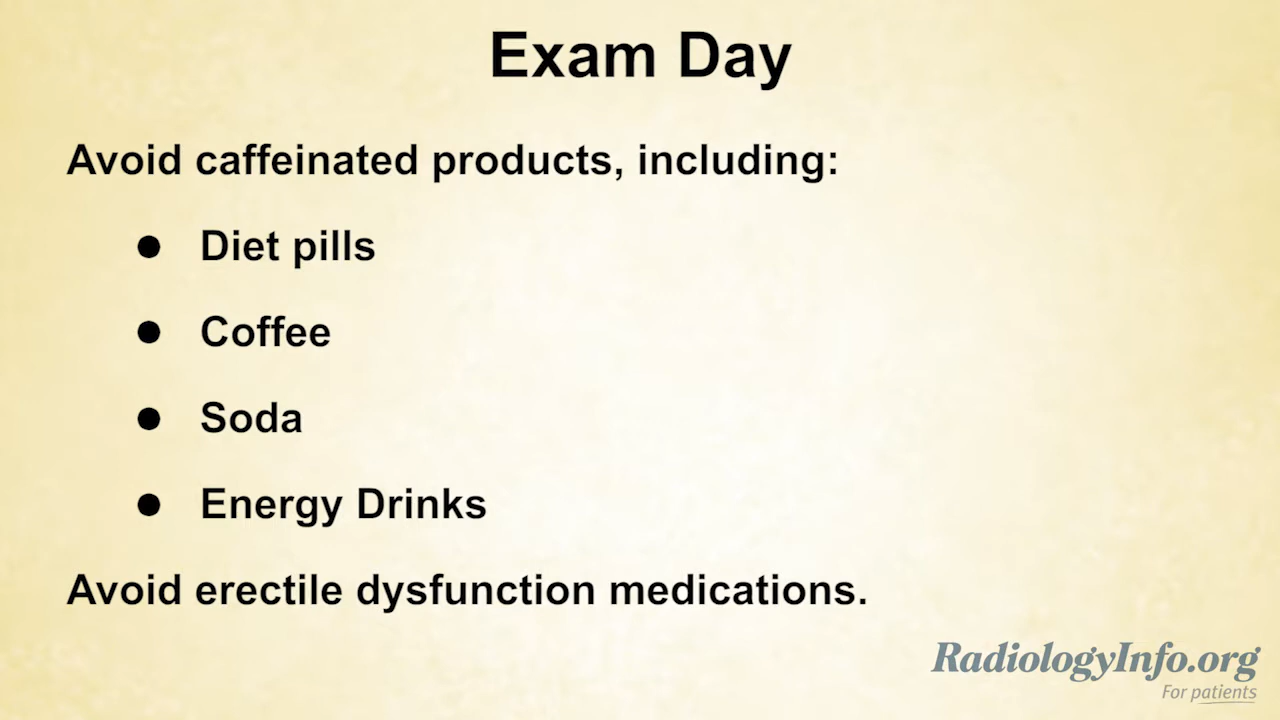 Exam Day
Avoid caffeinated products, including:
● Diet pills
● Coffee
● Soda
● Energy Drinks
Avoid erectile dysfunction medications.
RadiologyInfo.org
For patients